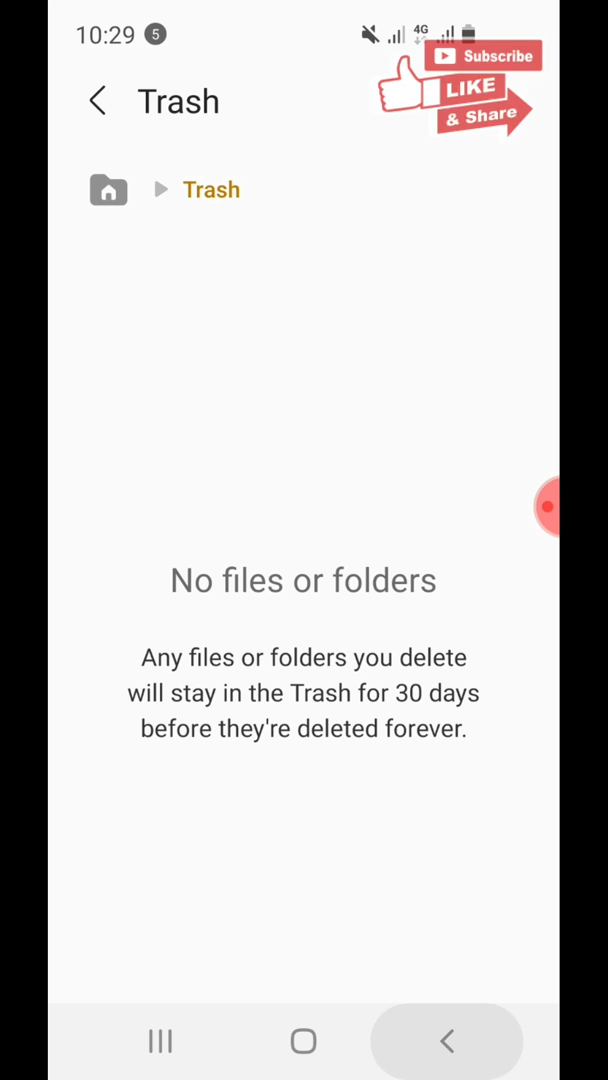 10:29 5 4G
Subscribe
LIKE
& Share
Trash
Trash
No files or folders
Any files or folders you delete
will stay in the Trash for 30 days
before they're deleted forever.